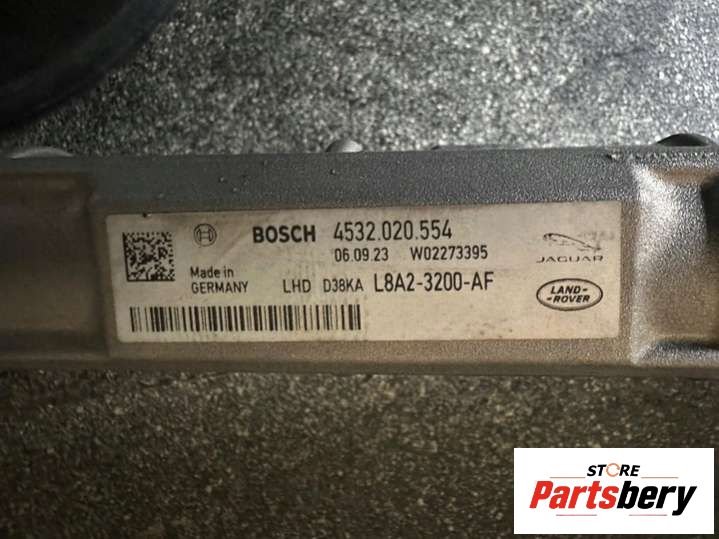 BOSCH 4532.020.554
06.09.23 W02273395
Made in
GERMANY
LHD D38KA L8A2-3200-AF
JAGUAR
LAND-
ROVER
STORE
Partsbery